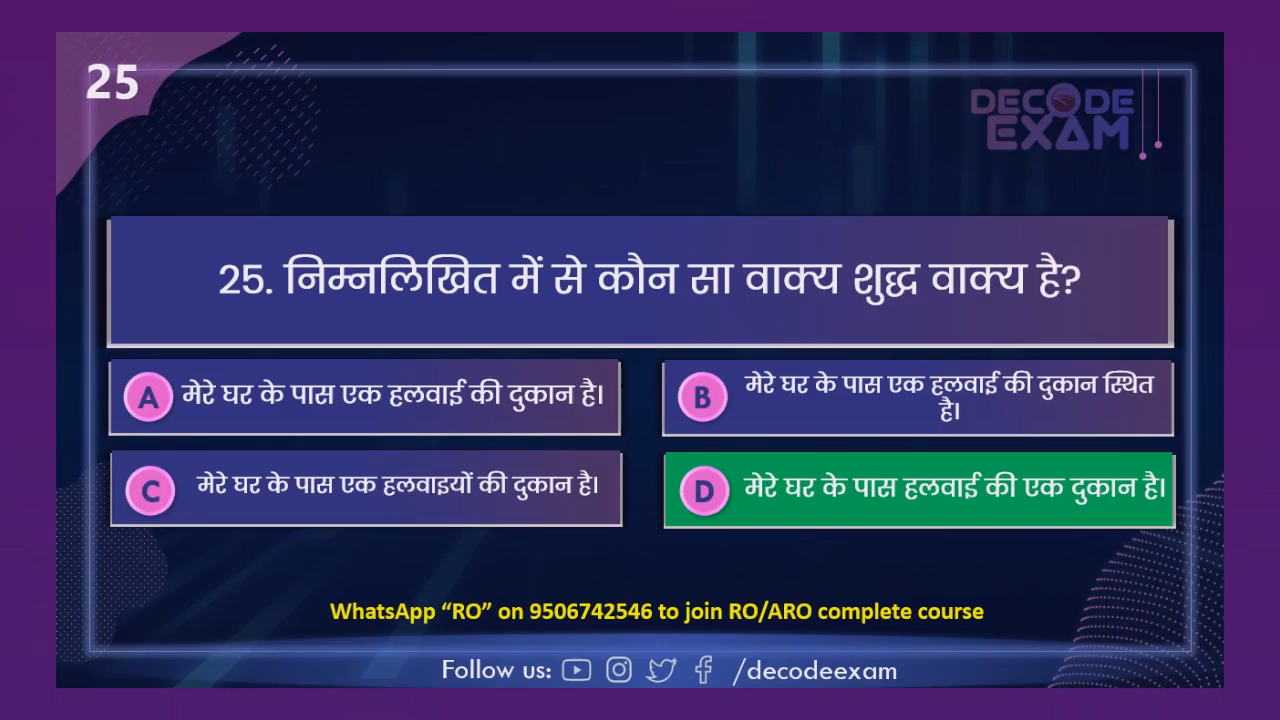 25
DECODE
EXAM
25. निम्नलिखित में से कौन सा वाक्य शुद्ध वाक्य है?
A मेरे घर के पास एक हलवाई की दुकान है।
B मेरे घर के पास एक हलवाई की दुकान स्थित
है।
C मेरे घर के पास एक हलवाइयों की दुकान है।
D मेरे घर के पास हलवाई की एक दुकान है।
WhatsApp “RO” on 9506742546 to join RO/ARO complete course
Follow us: /decodeexam